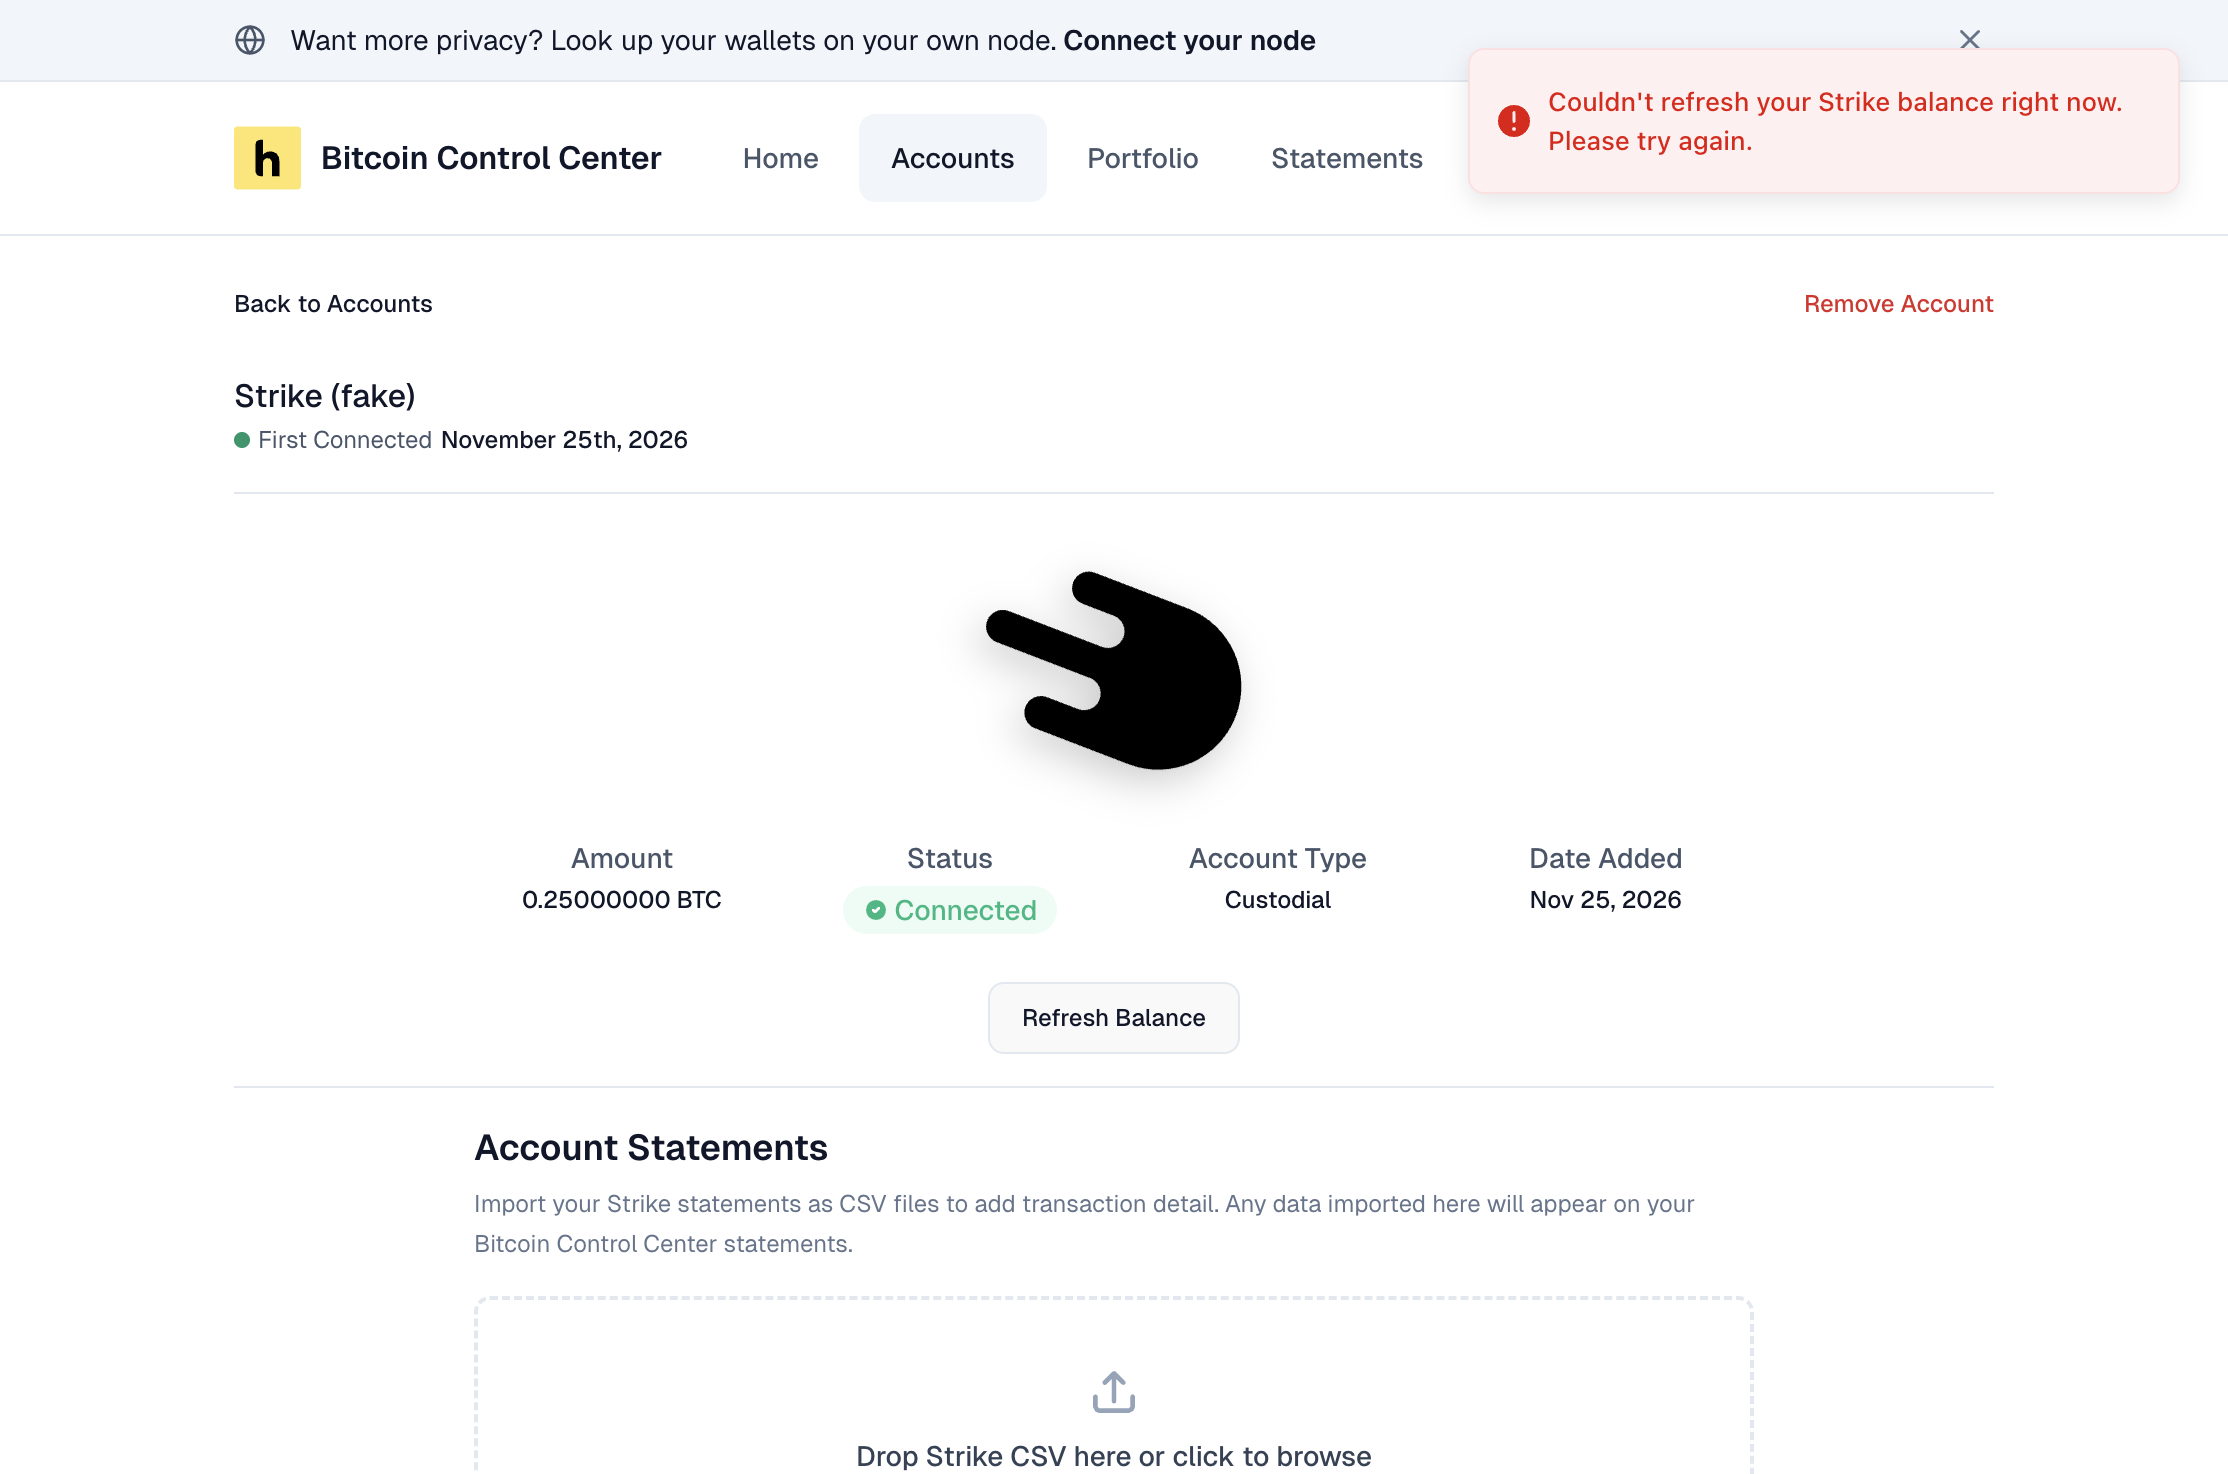 Want more privacy? Look up your wallets on your own node. Connect your node
Couldn't refresh your Strike balance right now.
Please try again.
h
Bitcoin Control Center
Home
Accounts
Portfolio
Statements
Back to Accounts
Remove Account
Strike (fake)
First Connected November 25th, 2026
Amount
0.25000000 BTC
Status
Connected
Account Type
Custodial
Date Added
Nov 25, 2026
Refresh Balance
Account Statements
Import your Strike statements as CSV files to add transaction detail. Any data imported here will appear on your
Bitcoin Control Center statements.
Drop Strike CSV here or click to browse